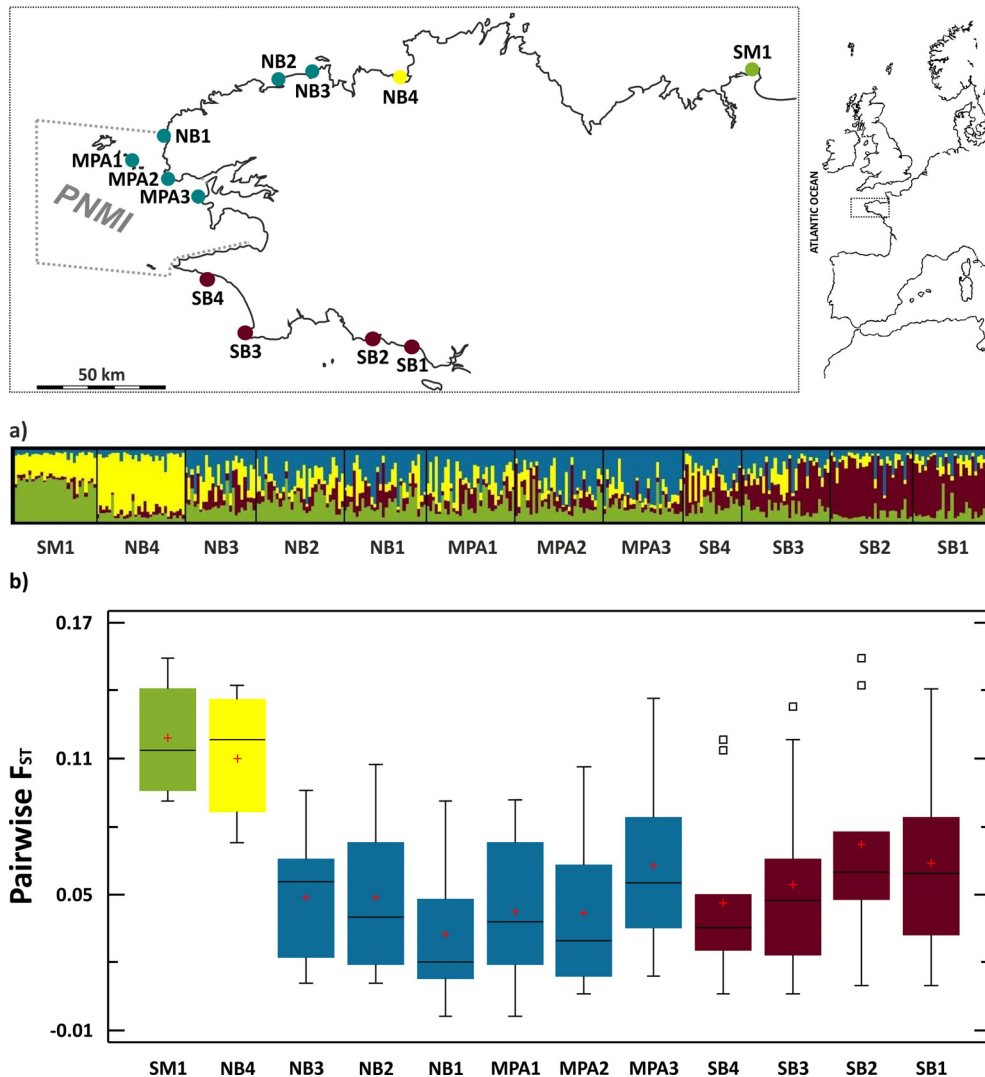 NB2
NB3
NB4
SM1
NB1
MPA1
MPA2
MPA3
PNMI
SB4
SB3
SB2
SB1
50 km
ATLANTIC OCEAN
a)
SM1 NB4 NB3 NB2 NB1 MPA1 MPA2 MPA3 SB4 SB3 SB2 SB1
b)
Pairwise FST
0.17
0.11
0.05
-0.01
SM1 NB4 NB3 NB2 NB1 MPA1 MPA2 MPA3 SB4 SB3 SB2 SB1